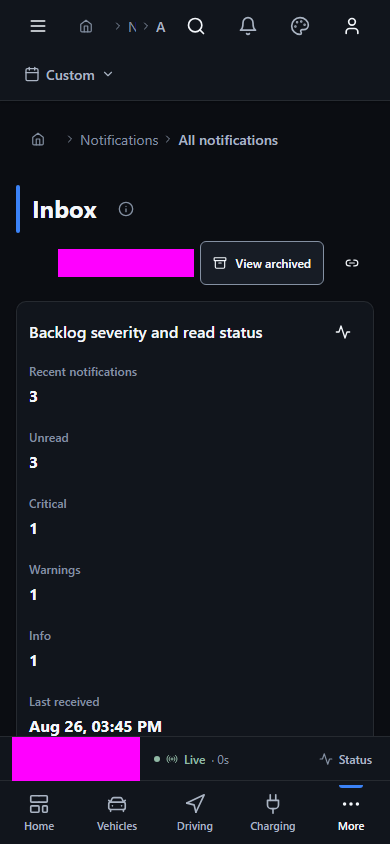 N A
Custom
Notifications All notifications
Inbox
View archived
Backlog severity and read status
Recent notifications
3
Unread
3
Critical
1
Warnings
1
Info
1
Last received
Aug 26, 03:45 PM
Live · 0s Status
Home Vehicles Driving Charging More